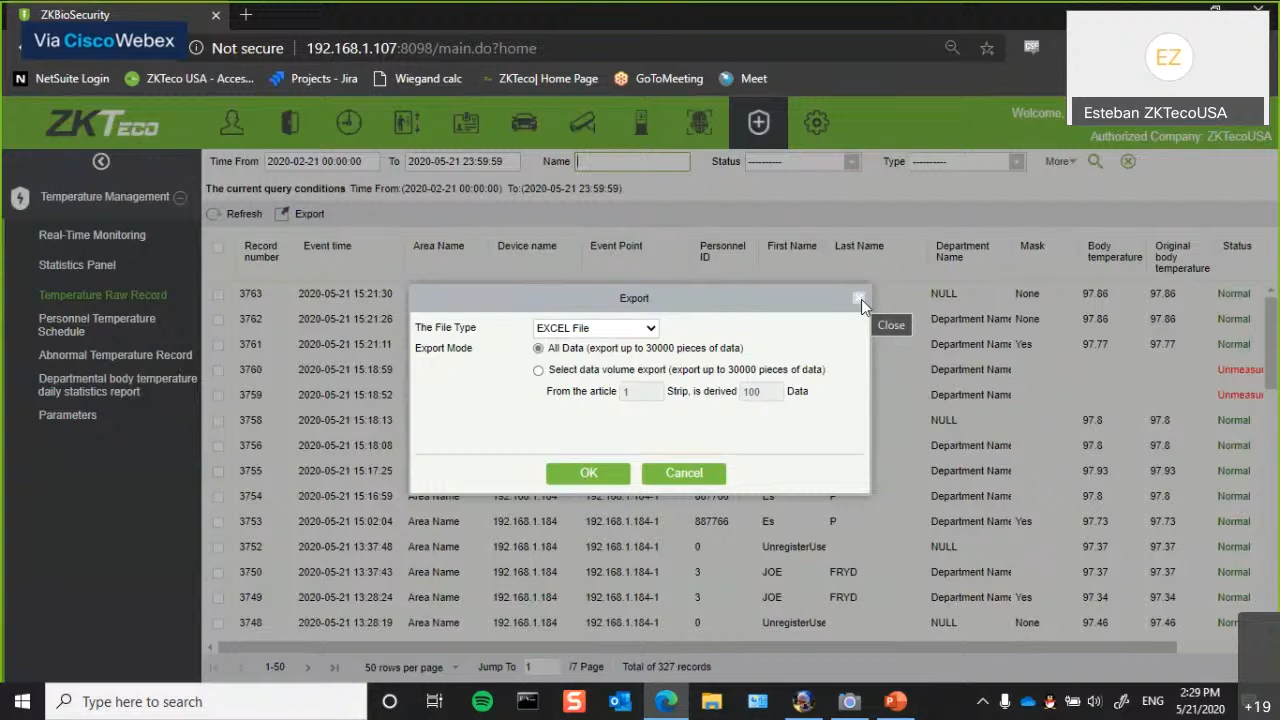 ZKBioSecurity
Via CiscoWebex
Not secure 192.168.1.107:8098/main.do?home
CSF
EZ
Esteban ZKTecoUSA
NetSuite Login ZKTeco USA - Acces... Projects - Jira Wiegand calc ZKTeco| Home Page GoToMeeting Meet
ZKTeco
Welcome,
Authorized Company: ZKTecoUSA
Time From 2020-02-21 00:00:00 To 2020-05-21 23:59:59 Name Status ---------- Type ---------- More
The current query conditions Time From:(2020-02-21 00:00:00) To:(2020-05-21 23:59:59)
Refresh Export
Temperature Management
Real-Time Monitoring
Statistics Panel
Temperature Raw Record
Personnel Temperature
Schedule
Abnormal Temperature Record
Departmental body temperature
daily statistics report
Parameters
Record number Event time Area Name Device name Event Point Personnel ID First Name Last Name Department Name Mask Body temperature Original body temperature Status
3763 2020-05-21 15:21:30 NULL None 97.86 97.86 Normal
3762 2020-05-21 15:21:26 Department Name None 97.86 97.86 Normal
3761 2020-05-21 15:21:11 Department Name Yes 97.77 97.77 Normal
3760 2020-05-21 15:18:59 Department Name Unmeasu
3759 2020-05-21 15:18:52 Department Name Unmeasu
3758 2020-05-21 15:18:13 NULL 97.8 97.8 Normal
3756 2020-05-21 15:18:08 Department Name 97.8 97.8 Normal
3755 2020-05-21 15:17:25 Department Name 97.93 97.93 Normal
3754 2020-05-21 15:16:59 Area Name 192.168.1.184 192.168.1.184-1 887766 Es P Department Name 97.8 97.8 Normal
3753 2020-05-21 15:02:04 Area Name 192.168.1.184 192.168.1.184-1 887766 Es P Department Name Yes 97.73 97.73 Normal
3752 2020-05-21 13:37:48 Area Name 192.168.1.184 192.168.1.184-1 0 UnregisterUse NULL 97.37 97.37 Normal
3750 2020-05-21 13:37:43 Area Name 192.168.1.184 192.168.1.184-1 3 JOE FRYD Department Name 97.37 97.37 Normal
3749 2020-05-21 13:28:24 Area Name 192.168.1.184 192.168.1.184-1 3 JOE FRYD Department Name Yes 97.34 97.34 Normal
3748 2020-05-21 13:28:19 Area Name 192.168.1.184 192.168.1.184-1 0 UnregisterUse NULL None 97.46 97.46 Normal
Export
Close
The File Type EXCEL File
Export Mode All Data (export up to 30000 pieces of data)
Select data volume export (export up to 30000 pieces of data)
From the article 1 Strip, is derived 100 Data
OK Cancel
1-50 50 rows per page Jump To 1 /7 Page Total of 327 records
Type here to search
ENG
2:29 PM
5/21/2020
+19